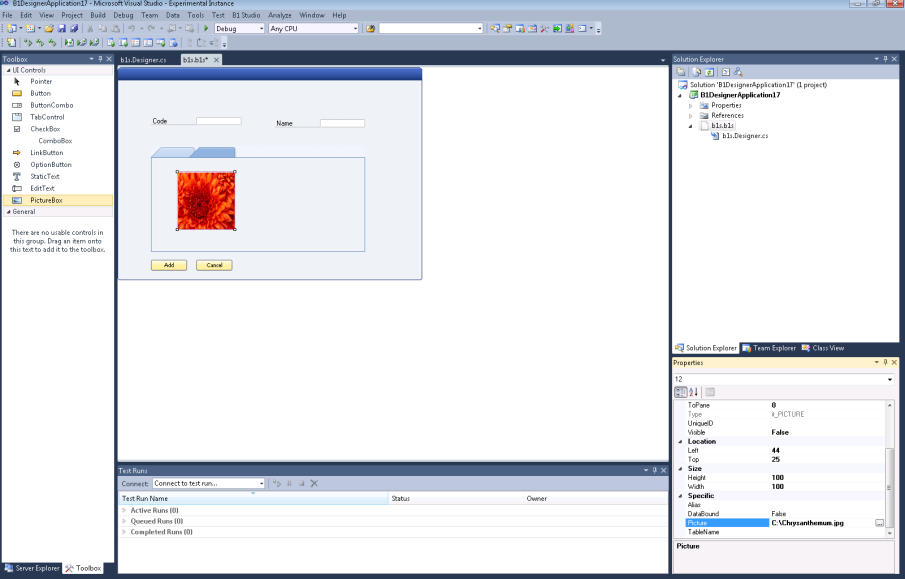 B1DesignerApplication17 - Microsoft Visual Studio - Experimental Instance
File Edit View Project Build Debug Team Data Tools Test B1 Studio Analyze Window Help
Debug Any CPU
Toolbox
UI Controls
Pointer
Button
ButtonCombo
TabControl
CheckBox
ComboBox
LinkButton
OptionButton
StaticText
EditText
PictureBox
General
There are no usable controls in
this group. Drag an item onto
this text to add it to the toolbox.
Server Explorer Toolbox
b1s.Designer.cs b1s.b1s*
Code Name
Add Cancel
Test Runs
Connect: Connect to test run...
Test Run Name Status Owner
Active Runs (0)
Queued Runs (0)
Completed Runs (0)
Solution Explorer
Solution 'B1DesignerApplication17' (1 project)
B1DesignerApplication17
Properties
References
b1s.b1s
b1s.Designer.cs
Solution Explorer Team Explorer Class View
Properties
12
ToPane 0
Type it_PICTURE
UniqueID
Visible False
Location
Left 44
Top 25
Size
Height 100
Width 100
Specific
Alias
DataBound False
Picture C:\Chrysanthemum.jpg ...
TableName
Picture